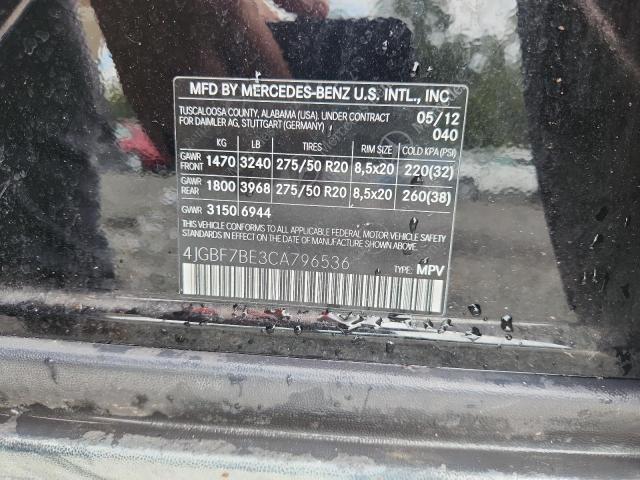 MFD BY MERCEDES-BENZ U.S. INTL., INC
TUSCALOOSA COUNTY, ALABAMA (USA). UNDER CONTRACT 05/12
FOR DAIMLER AG, STUTTGART (GERMANY) 040
KG LB TIRES RIM SIZE COLD KPA (PSI)
GAWR FRONT 1470 3240 275/50 R20 8,5x20 220(32)
GAWR REAR 1800 3968 275/50 R20 8,5x20 260(38)
GWR 3150 6944
THIS VEHICLE CONFORMS TO ALL APPLICABLE FEDERAL MOTOR VEHICLE SAFETY
STANDARDS IN EFFECT ON THE DATE OF MANUFACTURE SHOWN ABOVE.
4JGBF7BE3CA796536 TYPE: MPV